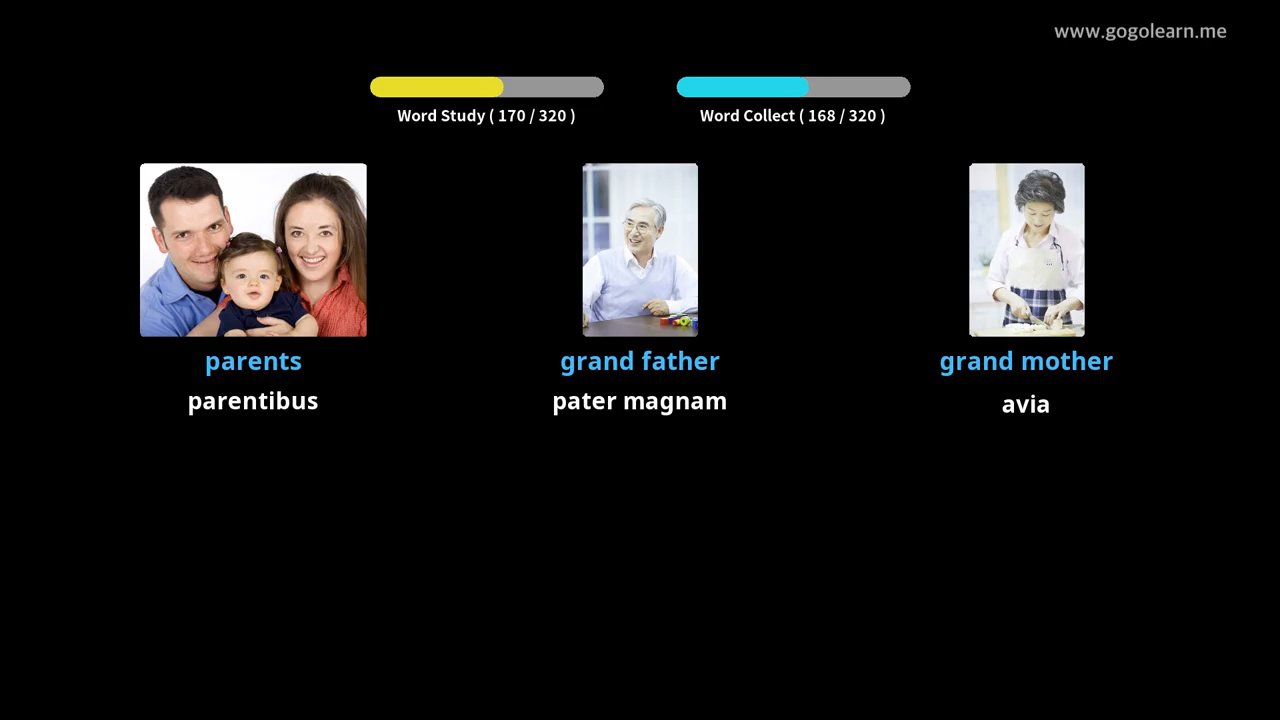 www.gogolearn.me
Word Study ( 170 / 320 )
Word Collect ( 168 / 320 )
parents
grand father
grand mother
parentibus
pater magnam
avia